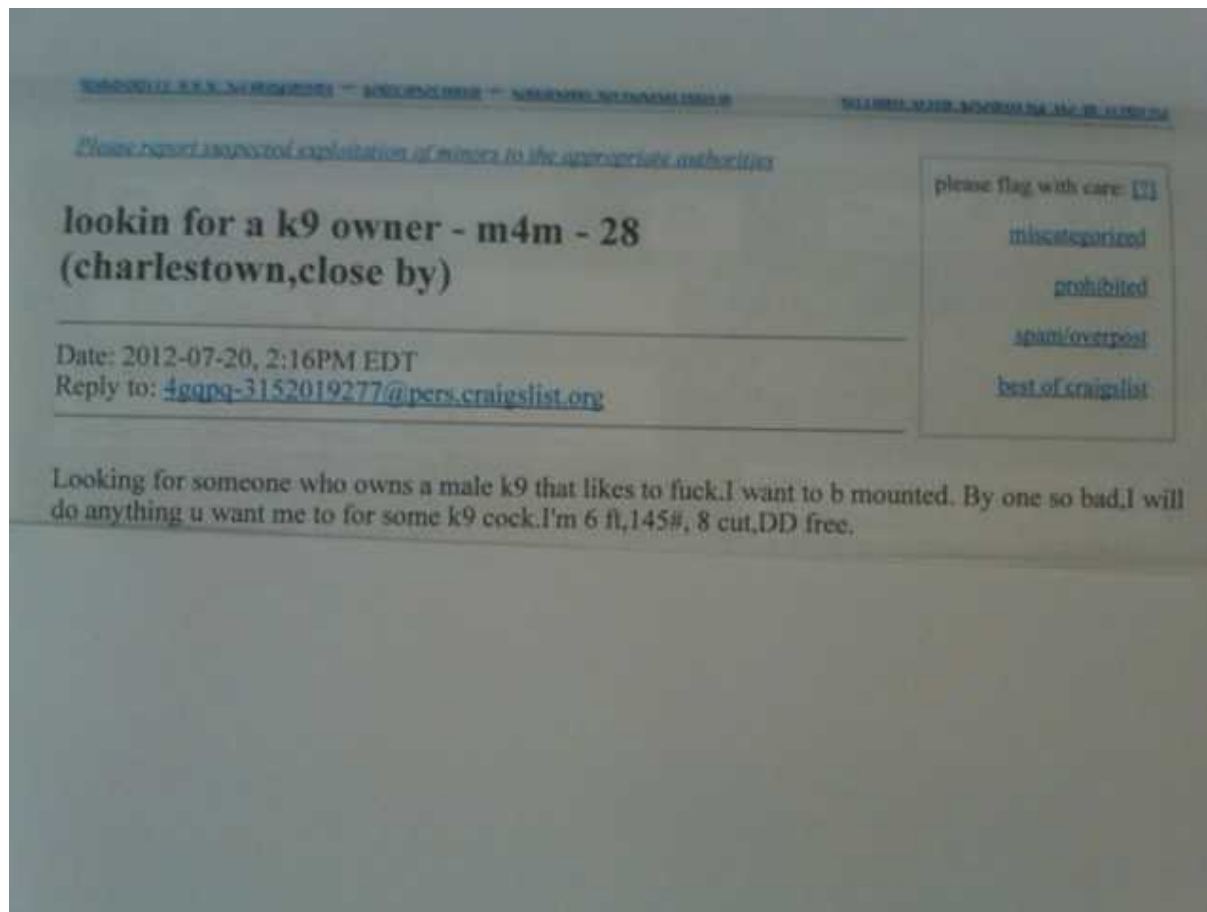 Please report suspected exploitation of minors to the appropriate authorities
please flag with care: [?]
miscategorized
prohibited
spam/overpost
best of craigslist
lookin for a k9 owner - m4m - 28
(charlestown,close by)
Date: 2012-07-20, 2:16PM EDT
Reply to: 4gqpq-3152019277@pers.craigslist.org
Looking for someone who owns a male k9 that likes to fuck.I want to b mounted. By one so bad,I will
do anything u want me to for some k9 cock.I'm 6 ft,145#, 8 cut,DD free.